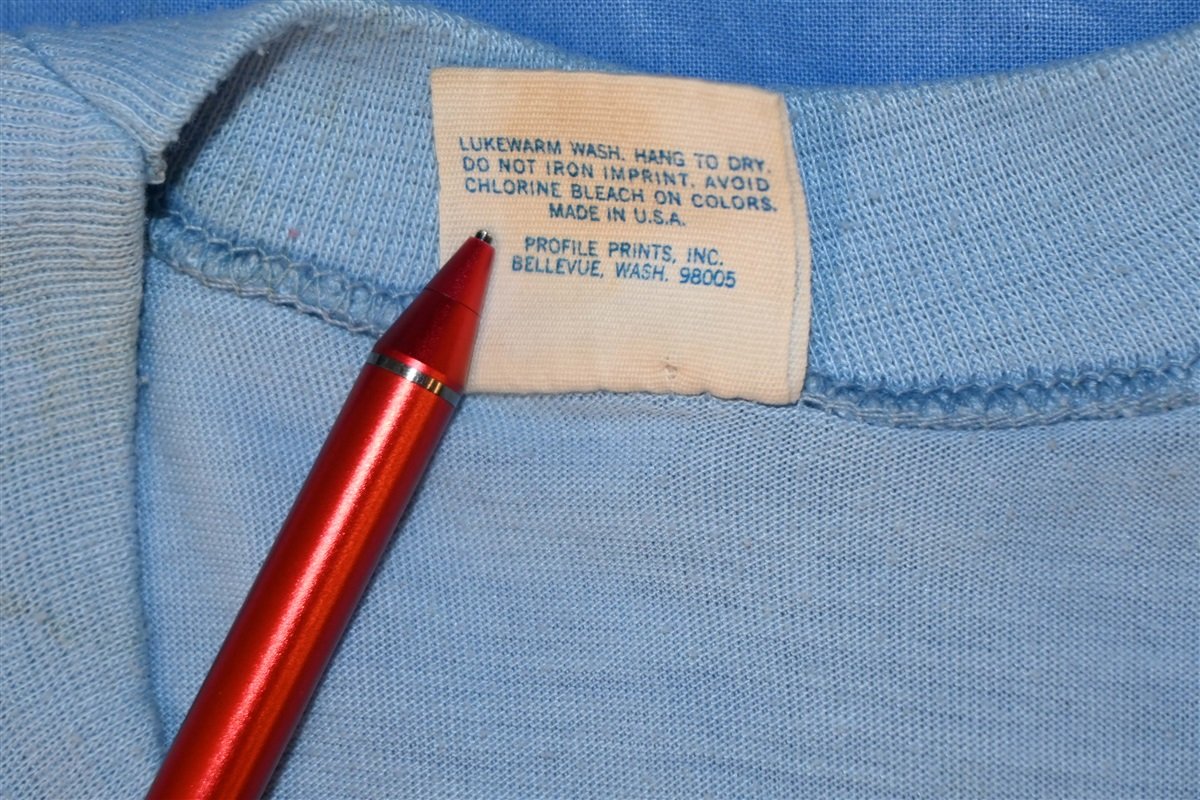 LUKEWARM WASH. HANG TO DRY.
DO NOT IRON IMPRINT. AVOID
CHLORINE BLEACH ON COLORS.
MADE IN U.S.A.
PROFILE PRINTS, INC.
BELLEVUE, WASH. 98005